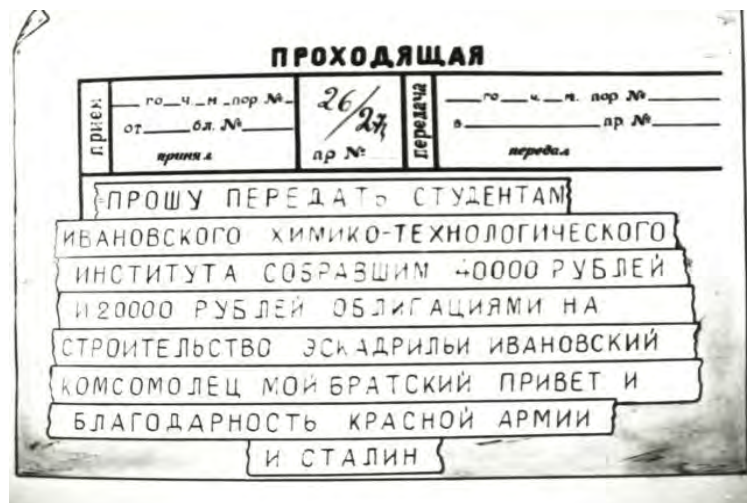 ПРОХОДЯЩАЯ
прием
го ч. м. пор №
от бл. №
принял
26/27
пр №
передача
го ч. м. пор №
в пр. №
передал
ПРОШУ ПЕРЕДАТЬ СТУДЕНТАМ
ИВАНОВСКОГО ХИМИКО-ТЕХНОЛОГИЧЕСКОГО
ИНСТИТУТА СОБРАВШИМ 40000 РУБЛЕЙ
И 20000 РУБЛЕЙ ОБЛИГАЦИЯМИ НА
СТРОИТЕЛЬСТВО ЭСКАДРИЛЬИ ИВАНОВСКИЙ
КОМСОМОЛЕЦ МОЙ БРАТСКИЙ ПРИВЕТ И
БЛАГОДАРНОСТЬ КРАСНОЙ АРМИИ
И СТАЛИН